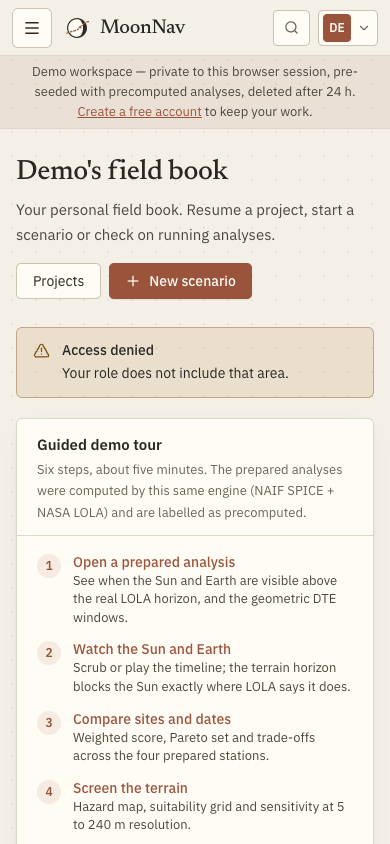 MoonNav
DE
Demo workspace — private to this browser session, pre-
seeded with precomputed analyses, deleted after 24 h.
Create a free account to keep your work.
Demo's field book
Your personal field book. Resume a project, start a
scenario or check on running analyses.
Projects
New scenario
Access denied
Your role does not include that area.
Guided demo tour
Six steps, about five minutes. The prepared analyses
were computed by this same engine (NAIF SPICE +
NASA LOLA) and are labelled as precomputed.
1
Open a prepared analysis
See when the Sun and Earth are visible above
the real LOLA horizon, and the geometric DTE
windows.
2
Watch the Sun and Earth
Scrub or play the timeline; the terrain horizon
blocks the Sun exactly where LOLA says it does.
3
Compare sites and dates
Weighted score, Pareto set and trade-offs
across the four prepared stations.
4
Screen the terrain
Hazard map, suitability grid and sensitivity at 5
to 240 m resolution.